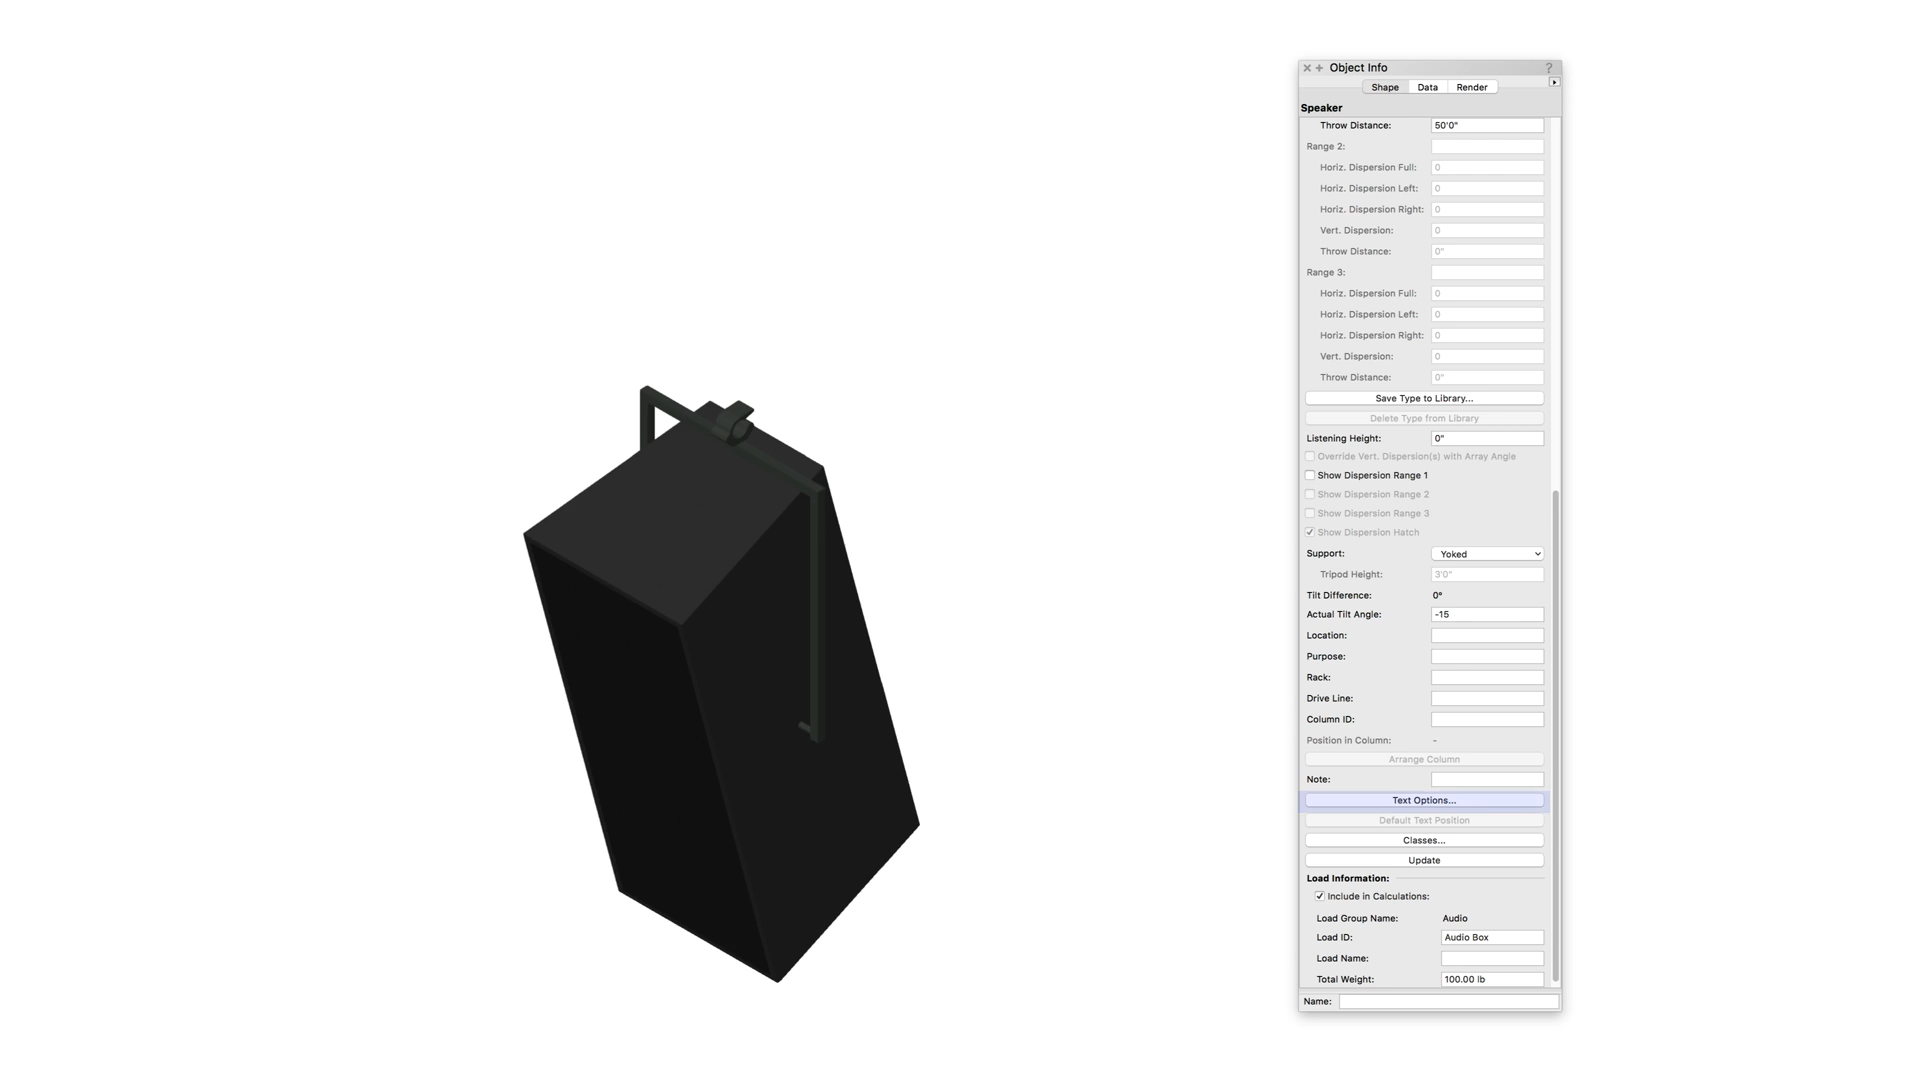 Object Info
?
Shape Data Render
Speaker
Throw Distance: 50'0"
Range 2:
Horiz. Dispersion Full: 0
Horiz. Dispersion Left: 0
Horiz. Dispersion Right: 0
Vert. Dispersion: 0
Throw Distance: 0"
Range 3:
Horiz. Dispersion Full: 0
Horiz. Dispersion Left: 0
Horiz. Dispersion Right: 0
Vert. Dispersion: 0
Throw Distance: 0"
Save Type to Library...
Delete Type from Library
Listening Height: 0"
Override Vert. Dispersion(s) with Array Angle
Show Dispersion Range 1
Show Dispersion Range 2
Show Dispersion Range 3
Show Dispersion Hatch
Support: Yoked
Tripod Height: 3'0"
Tilt Difference: 0°
Actual Tilt Angle: -15
Location:
Purpose:
Rack:
Drive Line:
Column ID:
Position in Column: -
Arrange Column
Note:
Text Options...
Default Text Position
Classes...
Update
Load Information:
Include in Calculations:
Load Group Name: Audio
Load ID: Audio Box
Load Name:
Total Weight: 100.00 lb
Name: